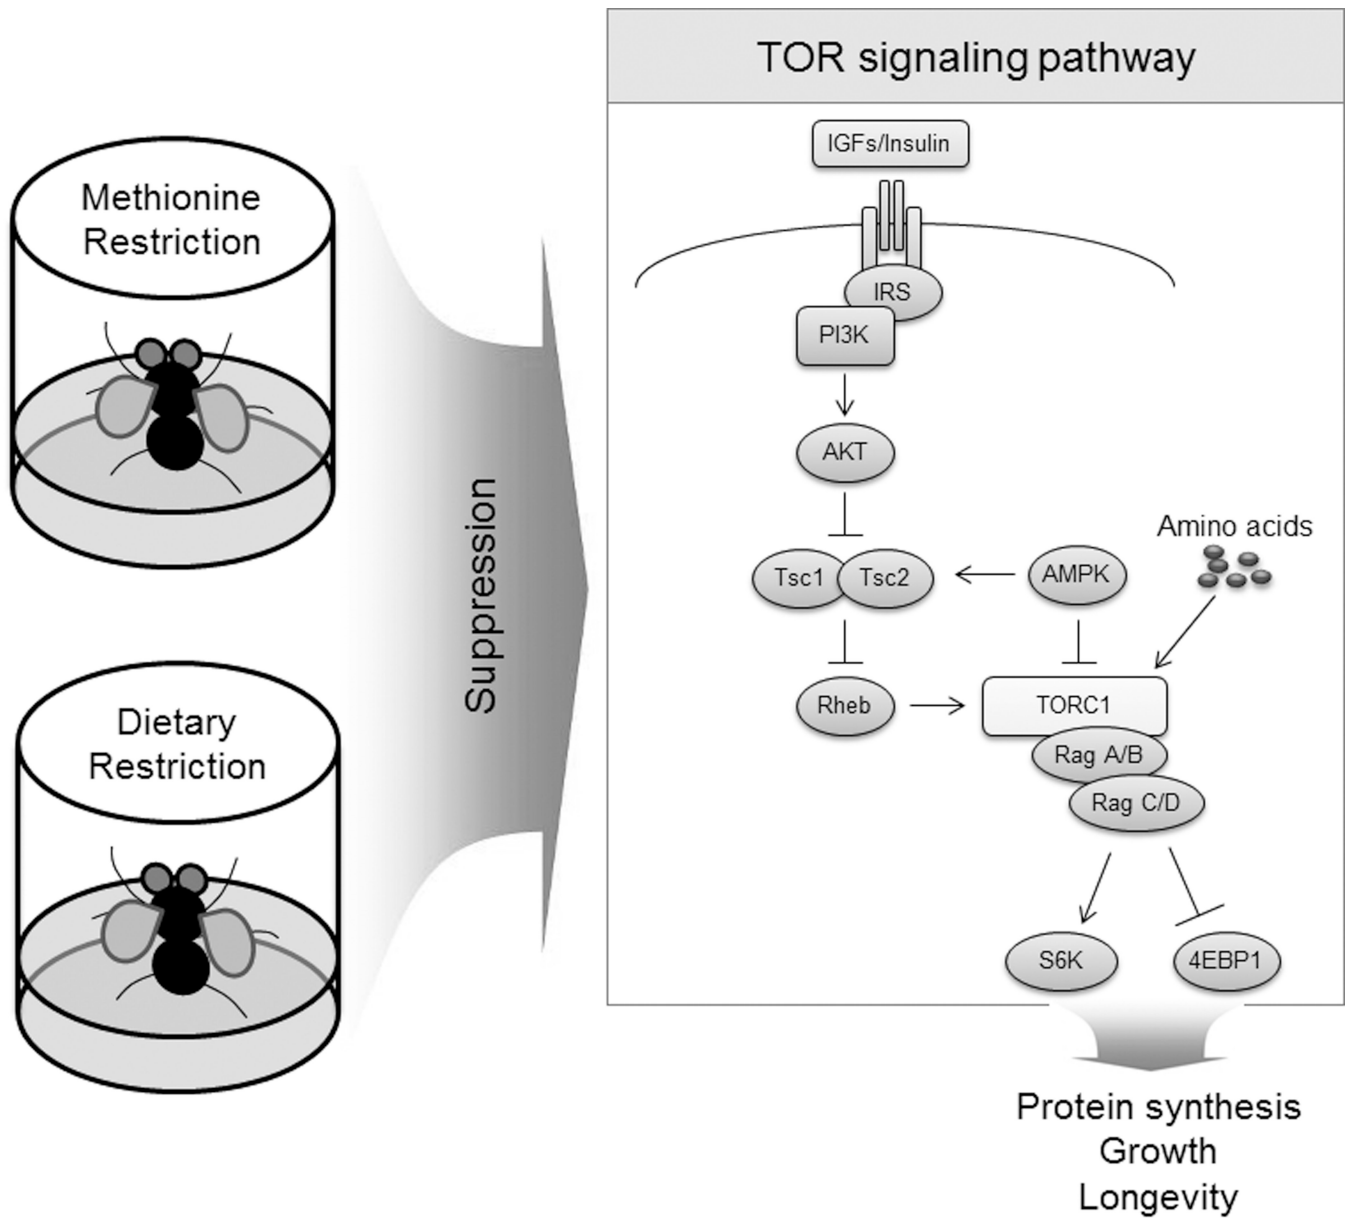 TOR signaling pathway
IGFs/Insulin
Methionine
Restriction
IRS
PI3K
AKT
Suppression
Amino acids
Tsc1
Tsc2
AMPK
Rheb
TORC1
Rag A/B
Rag C/D
Dietary
Restriction
S6K
4EBP1
Protein synthesis
Growth
Longevity